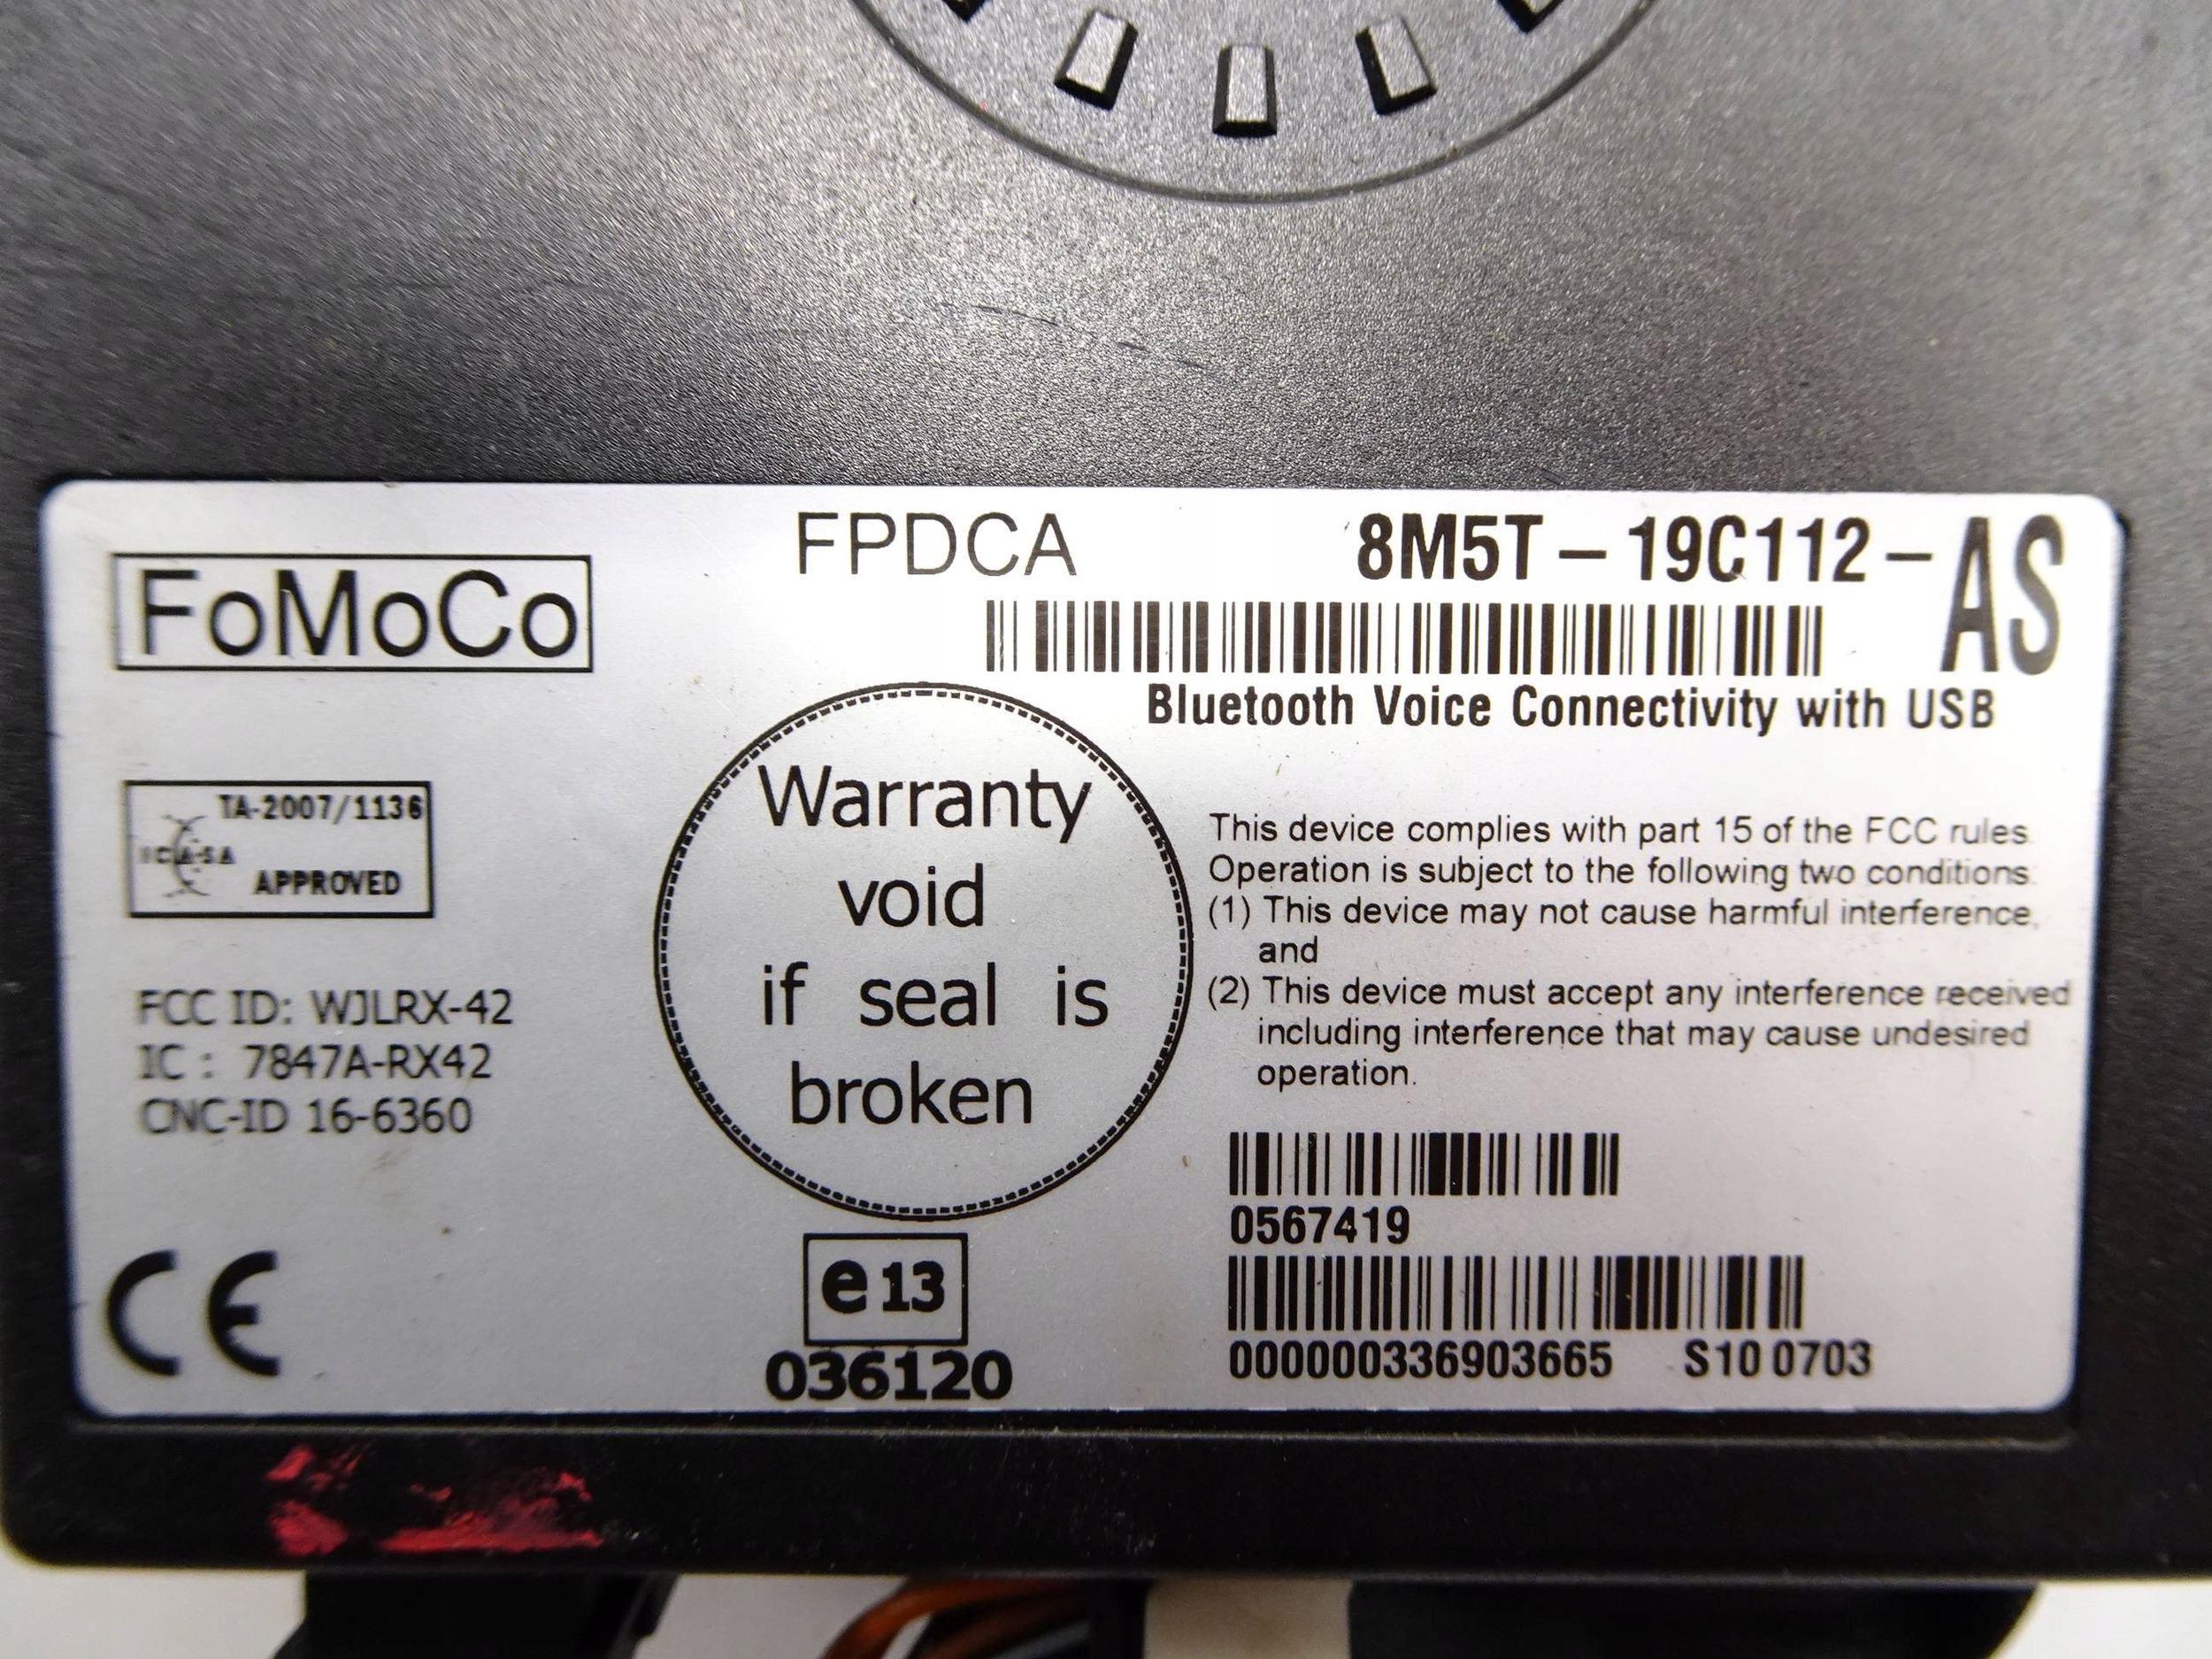 FoMoCo
FPDCA
8M5T-19C112-AS
Bluetooth Voice Connectivity with USB
TA-2007/1136
ICASA
APPROVED
FCC ID: WJLRX-42
IC : 7847A-RX42
CNC-ID 16-6360
CE
Warranty
void
if seal is
broken
e13
036120
This device complies with part 15 of the FCC rules.
Operation is subject to the following two conditions:
(1) This device may not cause harmful interference,
and
(2) This device must accept any interference received
including interference that may cause undesired
operation.
0567419
000000336903665 S10 0703